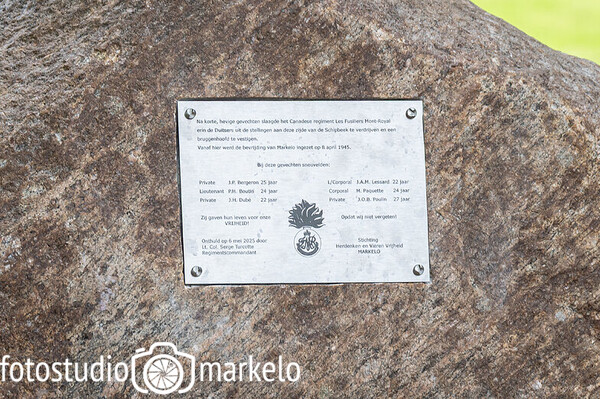 Na korte, hevige gevechten slaagde het Canadese regiment Les Fusiliers Mont-Royal
erin de Duitsers uit de stellingen aan deze zijde van de Schipbeek te verdrijven en een
bruggenhoofd te vestigen.
Vanaf hier werd de bevrijding van Markelo ingezet op 8 april 1945.
Bij deze gevechten sneuvelden:
Private J.P. Bergeron 25 jaar L/Corporal I.A.M. Lessard 22 jaar
Lieutenant P.H. Boubil 24 jaar Corporal M. Paquette 24 jaar
Private J.H. Dubé 22 jaar Private J.O.B. Poulin 27 jaar
Zij gaven hun leven voor onze Opdat wij niet vergeten!
VRIJHEID!
Onthuld op 6 mei 2025 door Stichting
Lt. Col. Serge Turcotte Herdenken en Vieren Vrijheid
Regimentscommandant MARKELO
fotostudio markelo